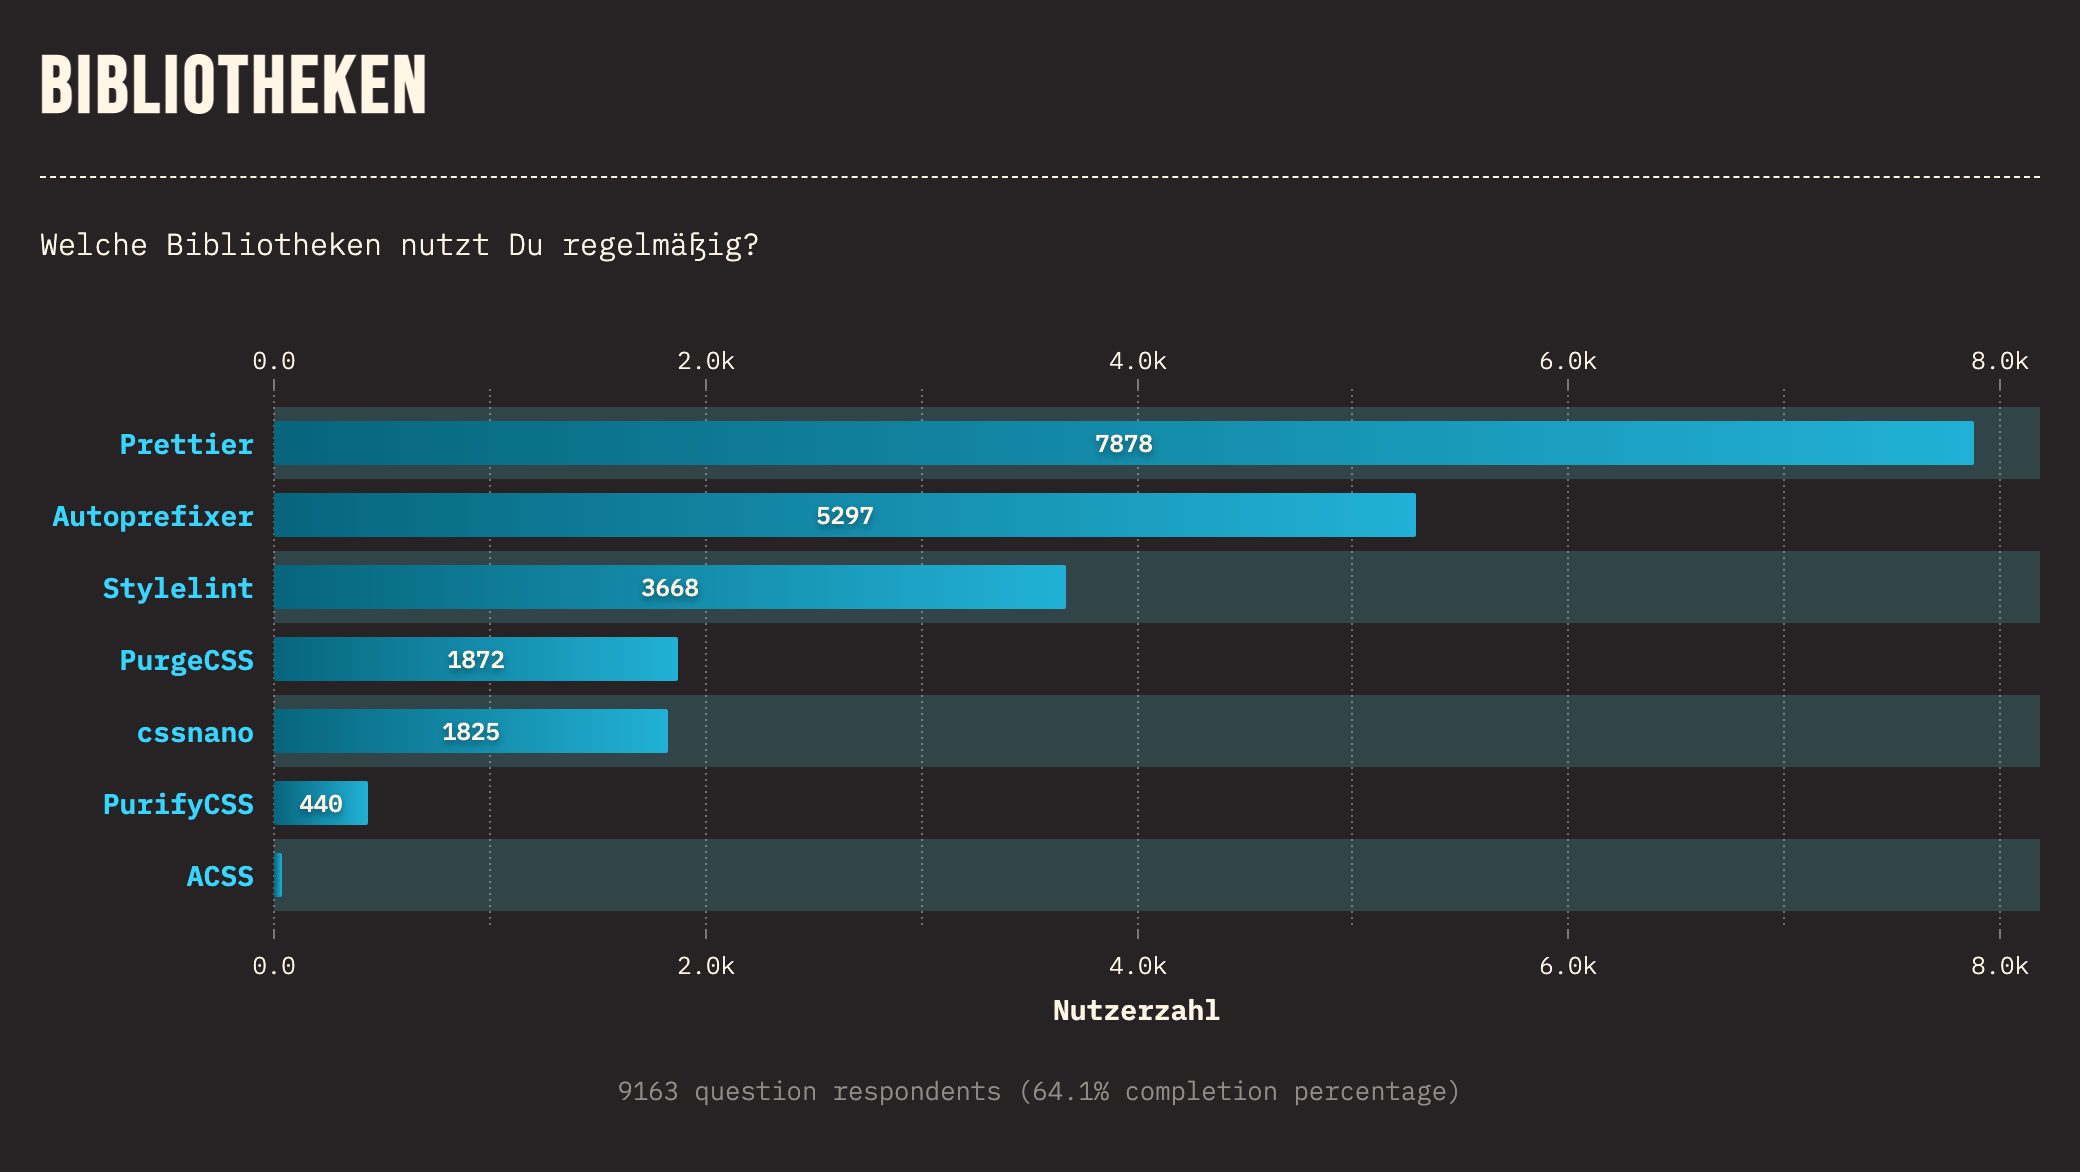 BIBLIOTHEKEN
Welche Bibliotheken nutzt Du regelmäßig?
0.0 2.0k 4.0k 6.0k 8.0k
Prettier 7878
Autoprefixer 5297
Stylelint 3668
PurgeCSS 1872
cssnano 1825
PurifyCSS 440
ACSS
0.0 2.0k 4.0k 6.0k 8.0k
Nutzerzahl
9163 question respondents (64.1% completion percentage)